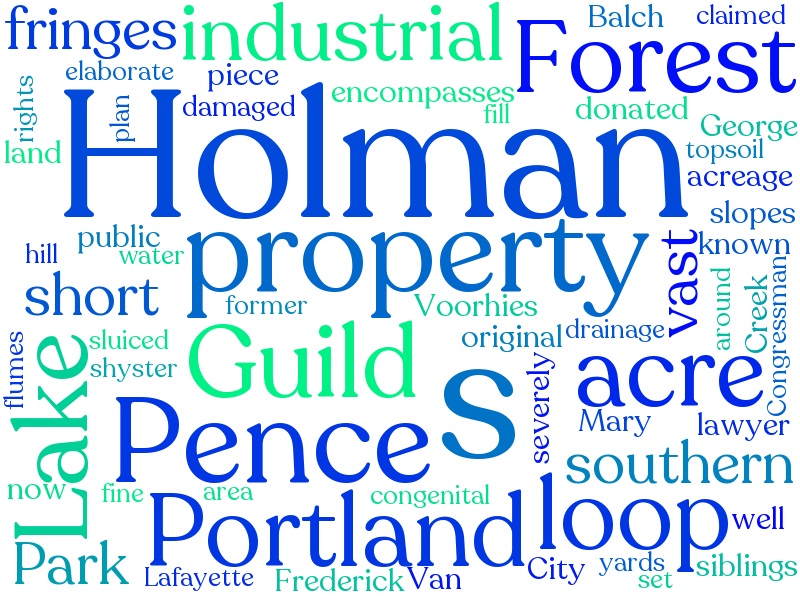 fringes
industrial
Balch
claimed
Forest
elaborate
piece
rights
plan
damaged
encompasses
fill
donated
George
land
Holman
topsoil
acreage
slopes
public
hill
water
property
vast
known
short
former
Voorhies
original
drainage
around
Creek
Congressman
flumes
Lake
sluiced
shyster
Guild
s
severely
acre
Mary
lawyer
Pence
southern
now
fine
area
congenital
Portland
loop
well
Park
Lafayette
Frederick
Van
City
yards
set
siblings